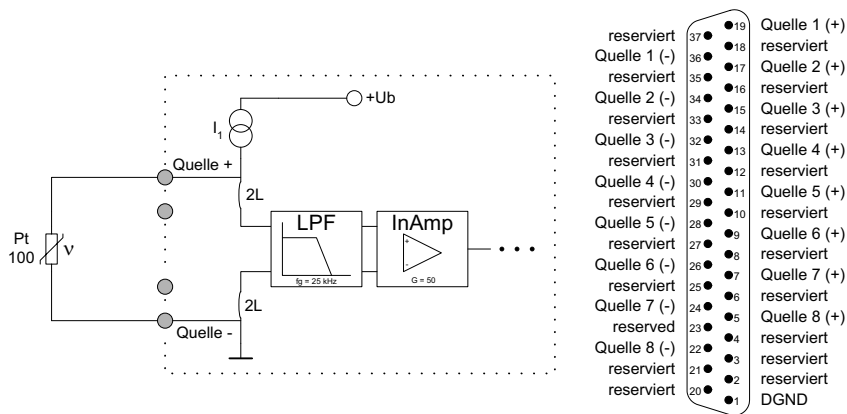 +Ub
I1
Quelle +
2L
LPF
InAmp
Pt
100
ν
+
-
fg = 25 kHz
G = 50
2L
Quelle -
reserviert 37
Quelle 1 (-) 36
reserviert 35
Quelle 2 (-) 34
reserviert 33
Quelle 3 (-) 32
reserviert 31
Quelle 4 (-) 30
reserviert 29
Quelle 5 (-) 28
reserviert 27
Quelle 6 (-) 26
reserviert 25
Quelle 7 (-) 24
reserved 23
Quelle 8 (-) 22
reserviert 21
reserviert 20
19 Quelle 1 (+)
18 reserviert
17 Quelle 2 (+)
16 reserviert
15 Quelle 3 (+)
14 reserviert
13 Quelle 4 (+)
12 reserviert
11 Quelle 5 (+)
10 reserviert
9 Quelle 6 (+)
8 reserviert
7 Quelle 7 (+)
6 reserviert
5 Quelle 8 (+)
4 reserviert
3 reserviert
2 reserviert
1 DGND